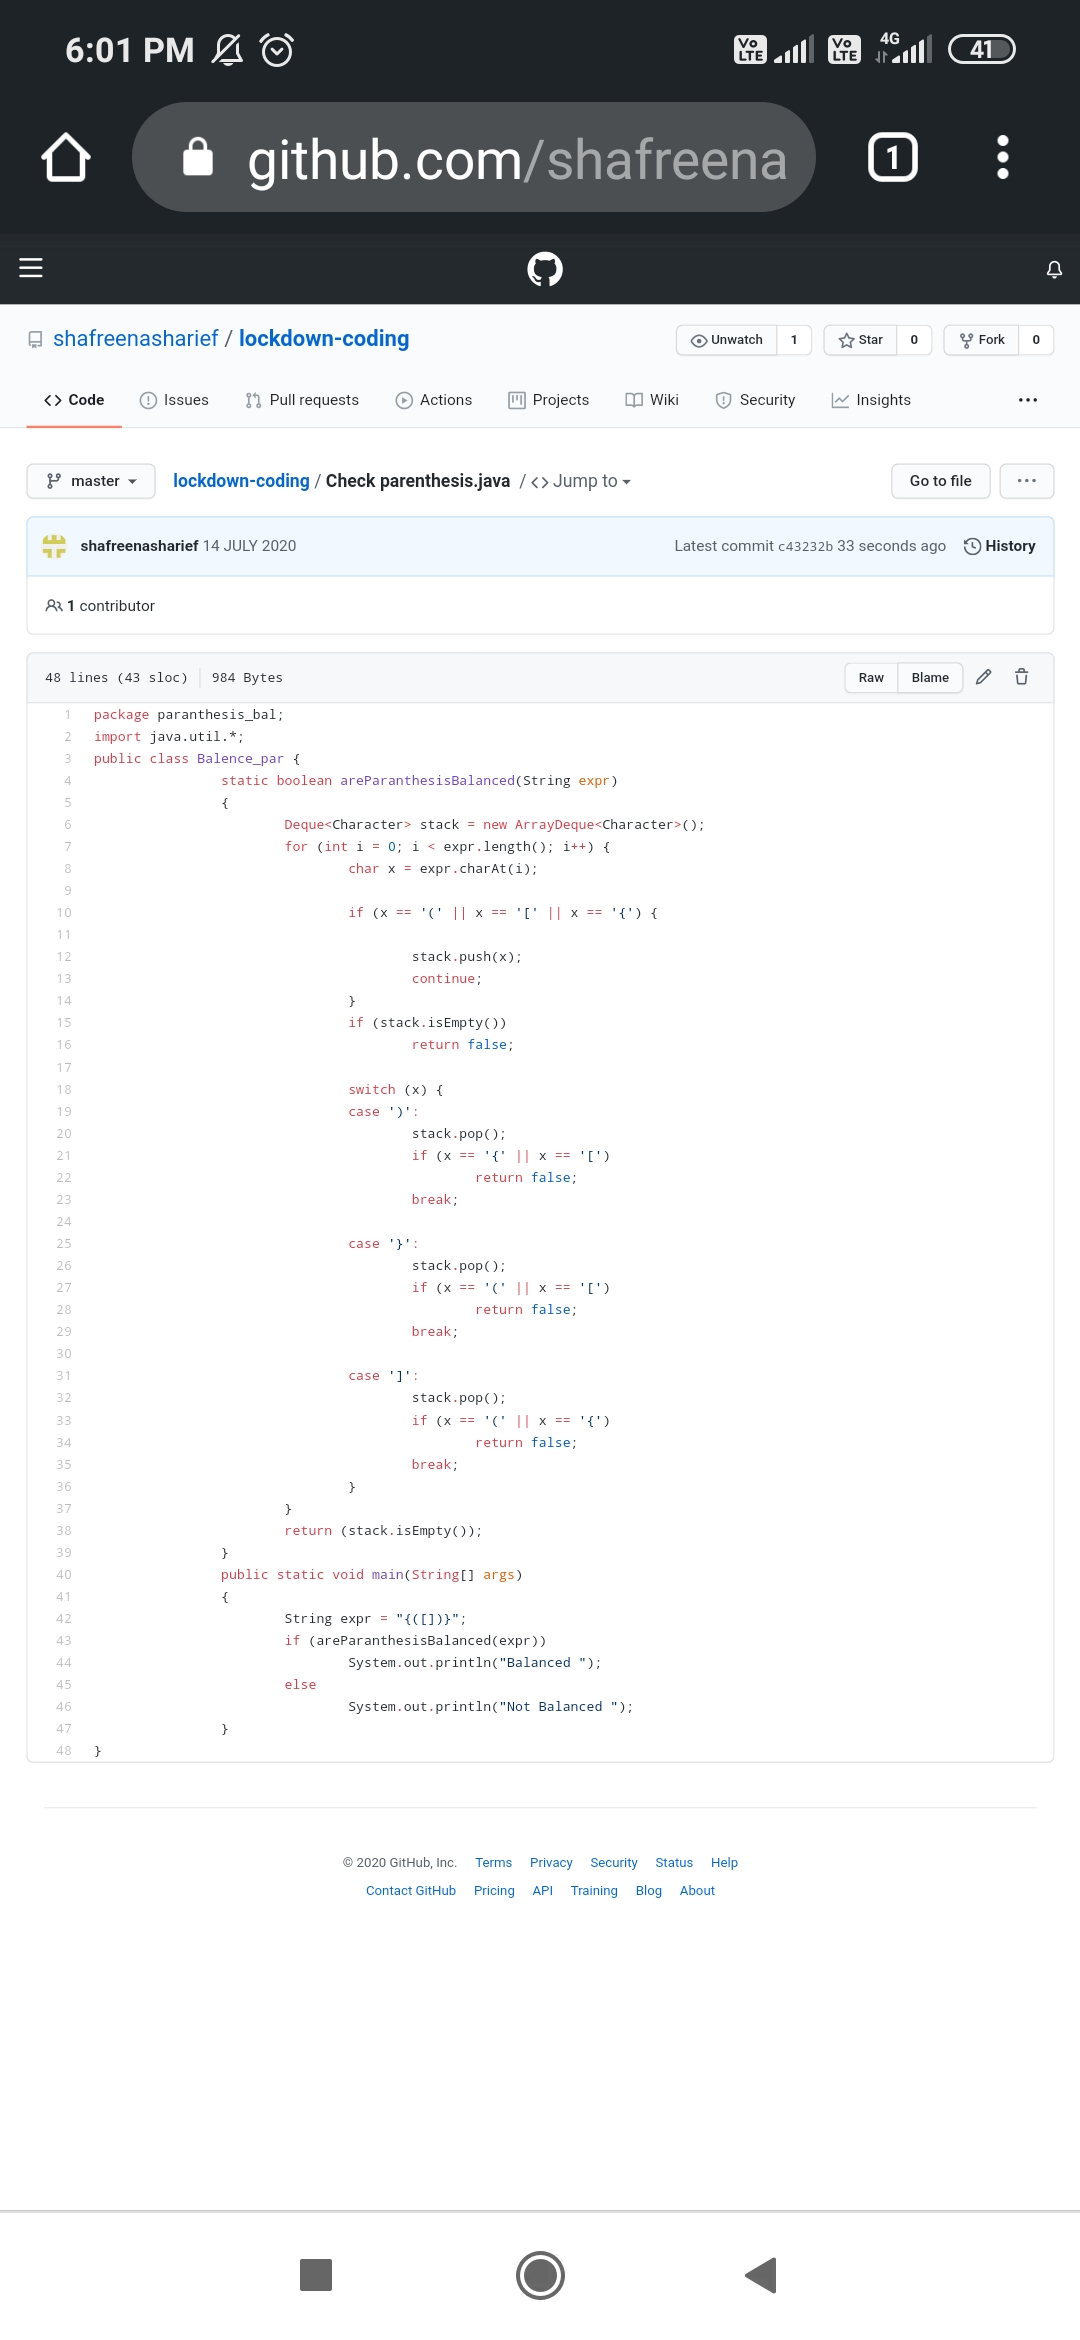 6:01 PM
Vo LTE Vo LTE 4G 41
github.com/shafreena
1
shafreenasharief / lockdown-coding
Unwatch 1 Star 0 Fork 0
Code Issues Pull requests Actions Projects Wiki Security Insights ...
master lockdown-coding / Check parenthesis.java / <> Jump to Go to file ...
shafreenasharief 14 JULY 2020 Latest commit c43232b 33 seconds ago History
1 contributor
48 lines (43 sloc) 984 Bytes Raw Blame
1 package paranthesis_bal;
2 import java.util.*;
3 public class Balence_par {
4 static boolean areParanthesisBalanced(String expr)
5 {
6 Deque<Character> stack = new ArrayDeque<Character>();
7 for (int i = 0; i < expr.length(); i++) {
8 char x = expr.charAt(i);
9
10 if (x == '(' || x == '[' || x == '{') {
11
12 stack.push(x);
13 continue;
14 }
15 if (stack.isEmpty())
16 return false;
17
18 switch (x) {
19 case ')':
20 stack.pop();
21 if (x == '{' || x == '[')
22 return false;
23 break;
24
25 case '}':
26 stack.pop();
27 if (x == '(' || x == '[')
28 return false;
29 break;
30
31 case ']':
32 stack.pop();
33 if (x == '(' || x == '{')
34 return false;
35 break;
36 }
37 }
38 return (stack.isEmpty());
39 }
40 public static void main(String[] args)
41 {
42 String expr = "{([])}";
43 if (areParanthesisBalanced(expr))
44 System.out.println("Balanced ");
45 else
46 System.out.println("Not Balanced ");
47 }
48 }
© 2020 GitHub, Inc. Terms Privacy Security Status Help
Contact GitHub Pricing API Training Blog About